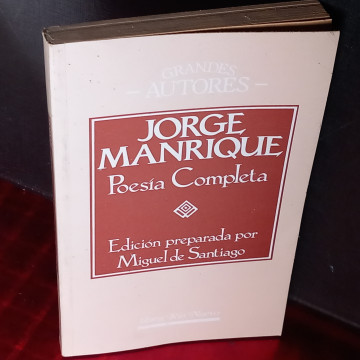 GRANDES
- AUTORES -
JORGE
MANRIQUE
Poesía Completa
Edición preparada por
Miguel de Santiago